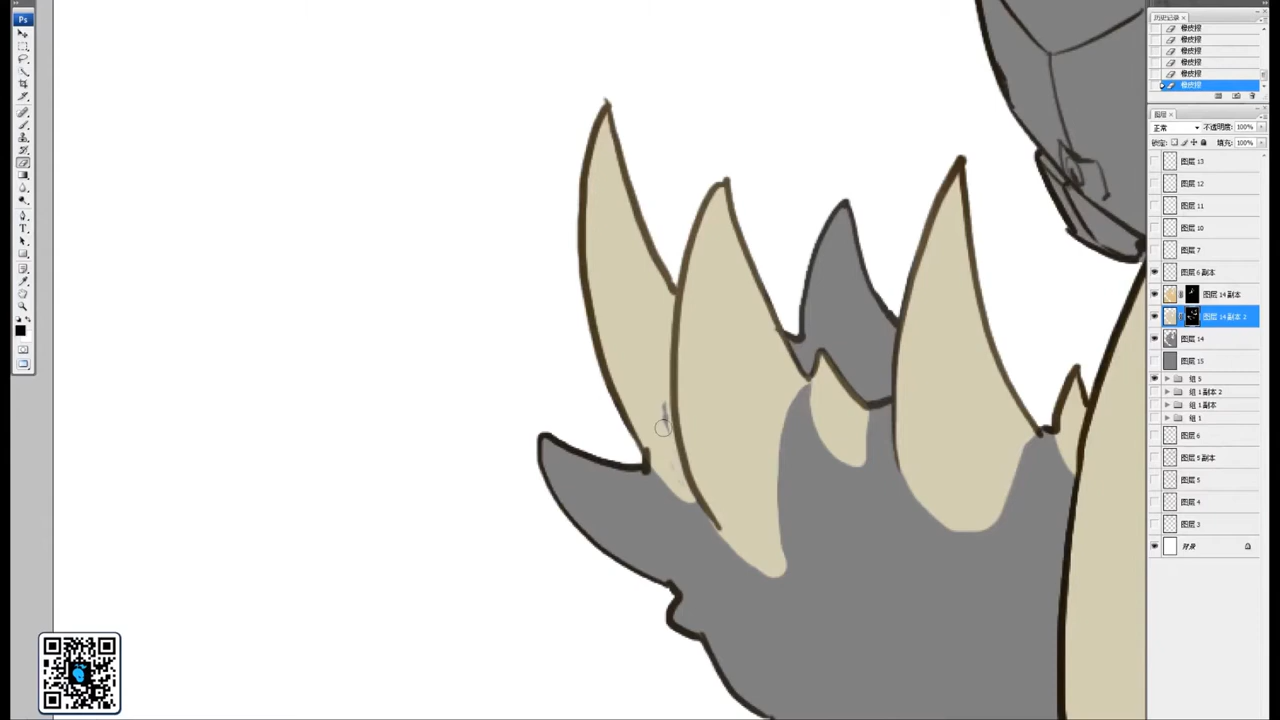 Ps
历史记录 ×
橡皮擦
橡皮擦
橡皮擦
橡皮擦
橡皮擦
橡皮擦
图层 ×
正常
不透明度: 100%
锁定:
填充: 100%
图层 13
图层 12
图层 11
图层 10
图层 7
图层 6 副本
图层 14 副本
图层 14 副本 2
图层 14
图层 15
组 5
组 1 副本 2
组 1 副本
组 1
图层 6
图层 5 副本
图层 5
图层 4
图层 3
背景
T